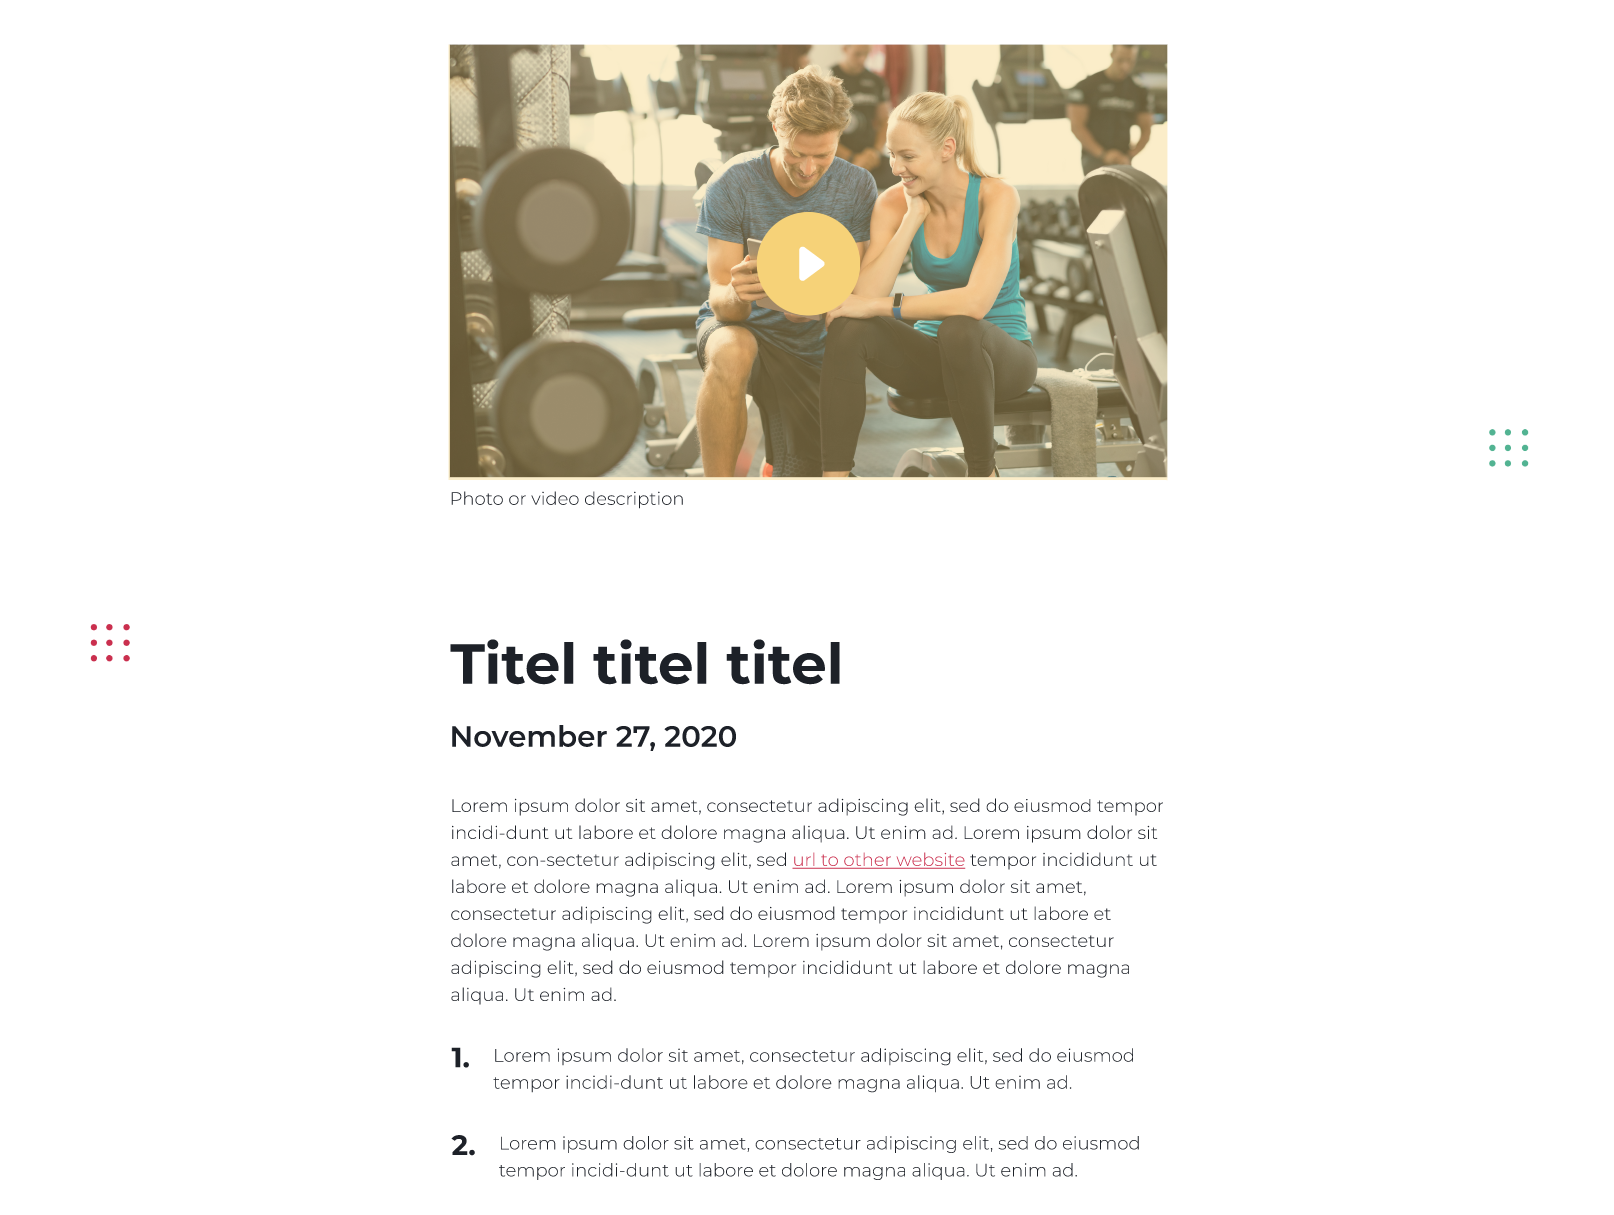 Photo or video description
Titel titel titel
November 27, 2020
Lorem ipsum dolor sit amet, consectetur adipiscing elit, sed do eiusmod tempor
incidi-dunt ut labore et dolore magna aliqua. Ut enim ad. Lorem ipsum dolor sit
amet, con-sectetur adipiscing elit, sed url to other website tempor incididunt ut
labore et dolore magna aliqua. Ut enim ad. Lorem ipsum dolor sit amet,
consectetur adipiscing elit, sed do eiusmod tempor incididunt ut labore et
dolore magna aliqua. Ut enim ad. Lorem ipsum dolor sit amet, consectetur
adipiscing elit, sed do eiusmod tempor incididunt ut labore et dolore magna
aliqua. Ut enim ad.
1. Lorem ipsum dolor sit amet, consectetur adipiscing elit, sed do eiusmod
tempor incidi-dunt ut labore et dolore magna aliqua. Ut enim ad.
2. Lorem ipsum dolor sit amet, consectetur adipiscing elit, sed do eiusmod
tempor incidi-dunt ut labore et dolore magna aliqua. Ut enim ad.